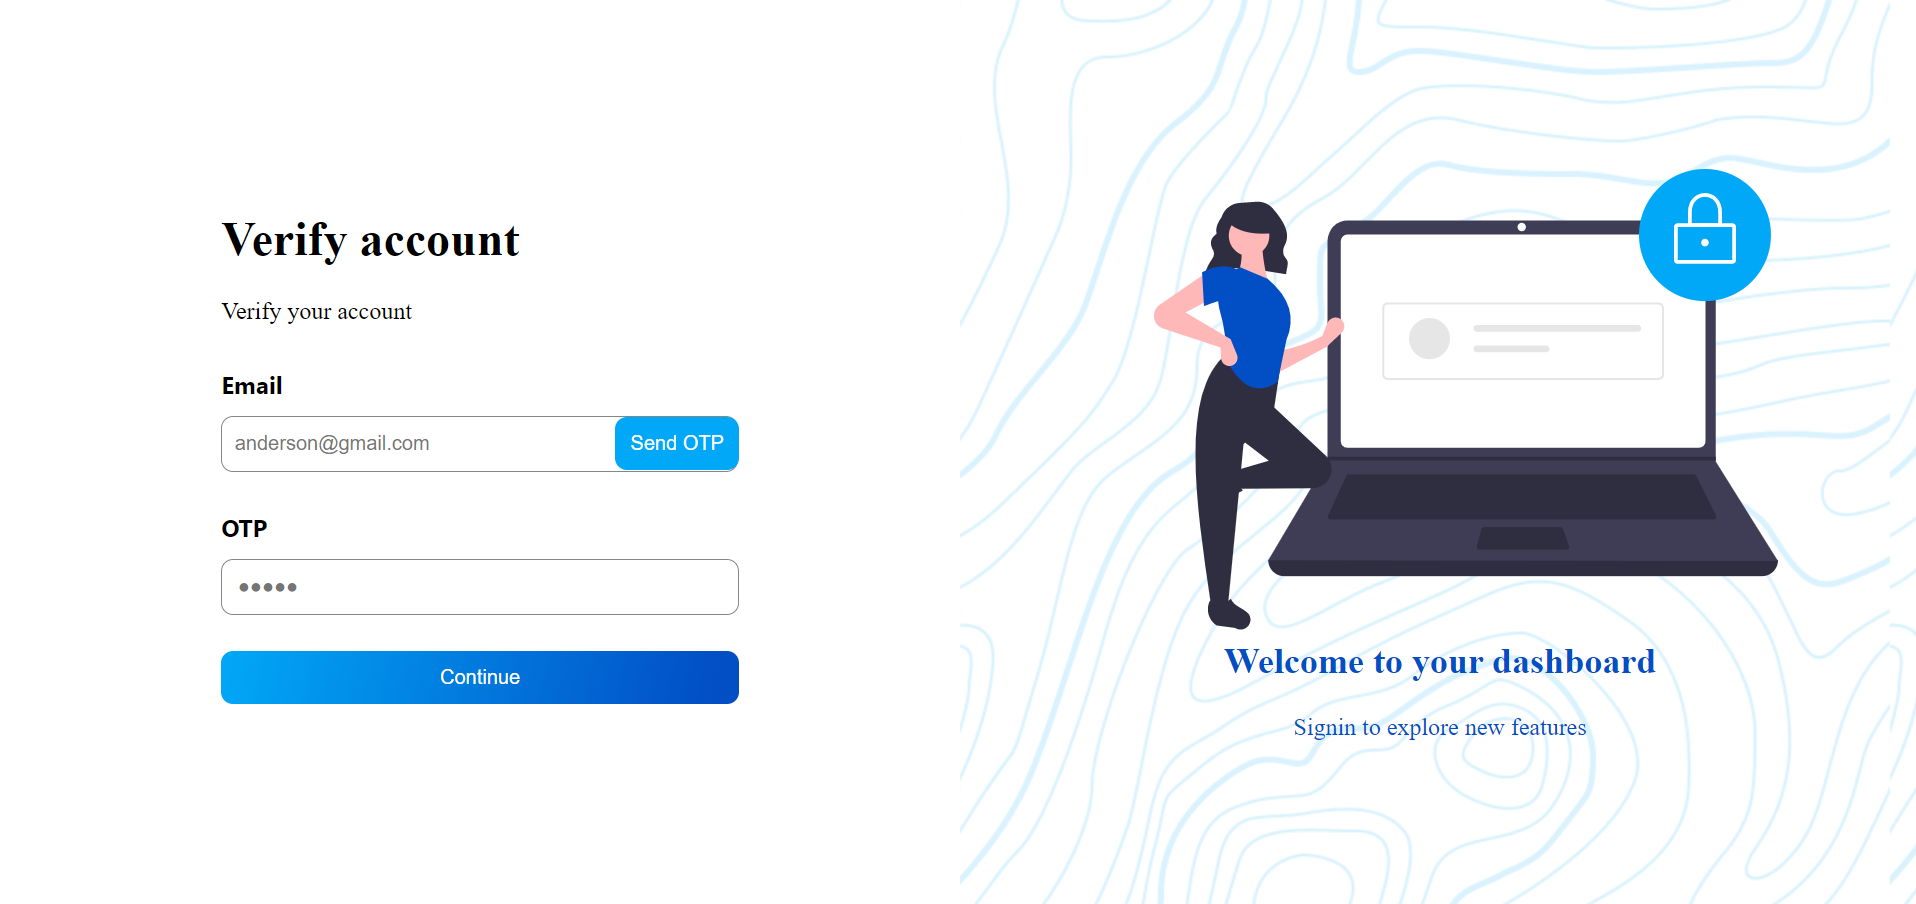 Verify account
Verify your account
Email
anderson@gmail.com
Send OTP
OTP
•••••
Continue
Welcome to your dashboard
Signin to explore new features